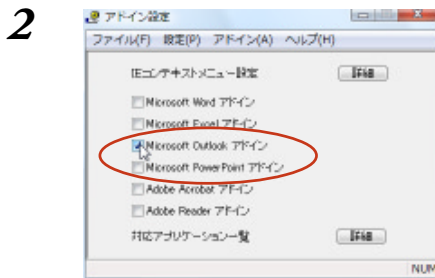 2
アドイン設定
ファイル(F) 設定(P) アドイン(A) ヘルプ(H)
IEコンテキストメニュー設定 詳細
Microsoft Word アドイン
Microsoft Excel アドイン
Microsoft Outlook アドイン
Microsoft PowerPoint アドイン
Adobe Acrobat アドイン
Adobe Reader アドイン
対応アプリケーション一覧 詳細
NUM